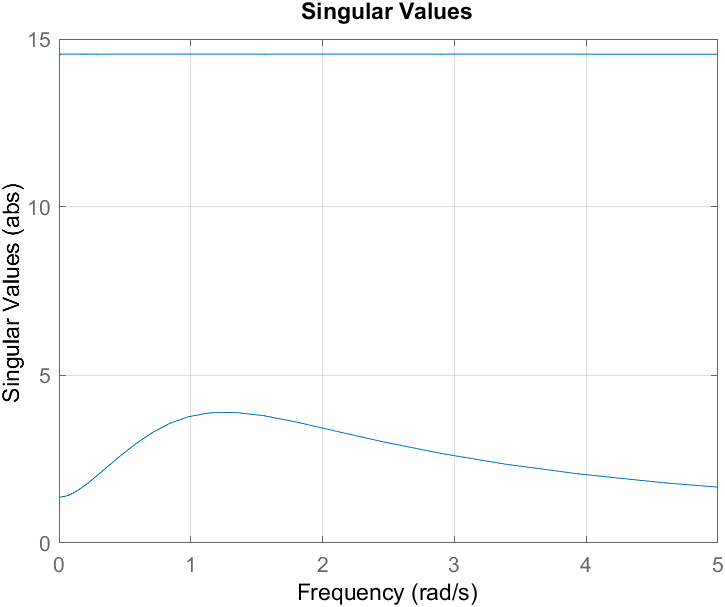 Singular Values
15
10
5
0
Singular Values (abs)
0 1 2 3 4 5
Frequency (rad/s)